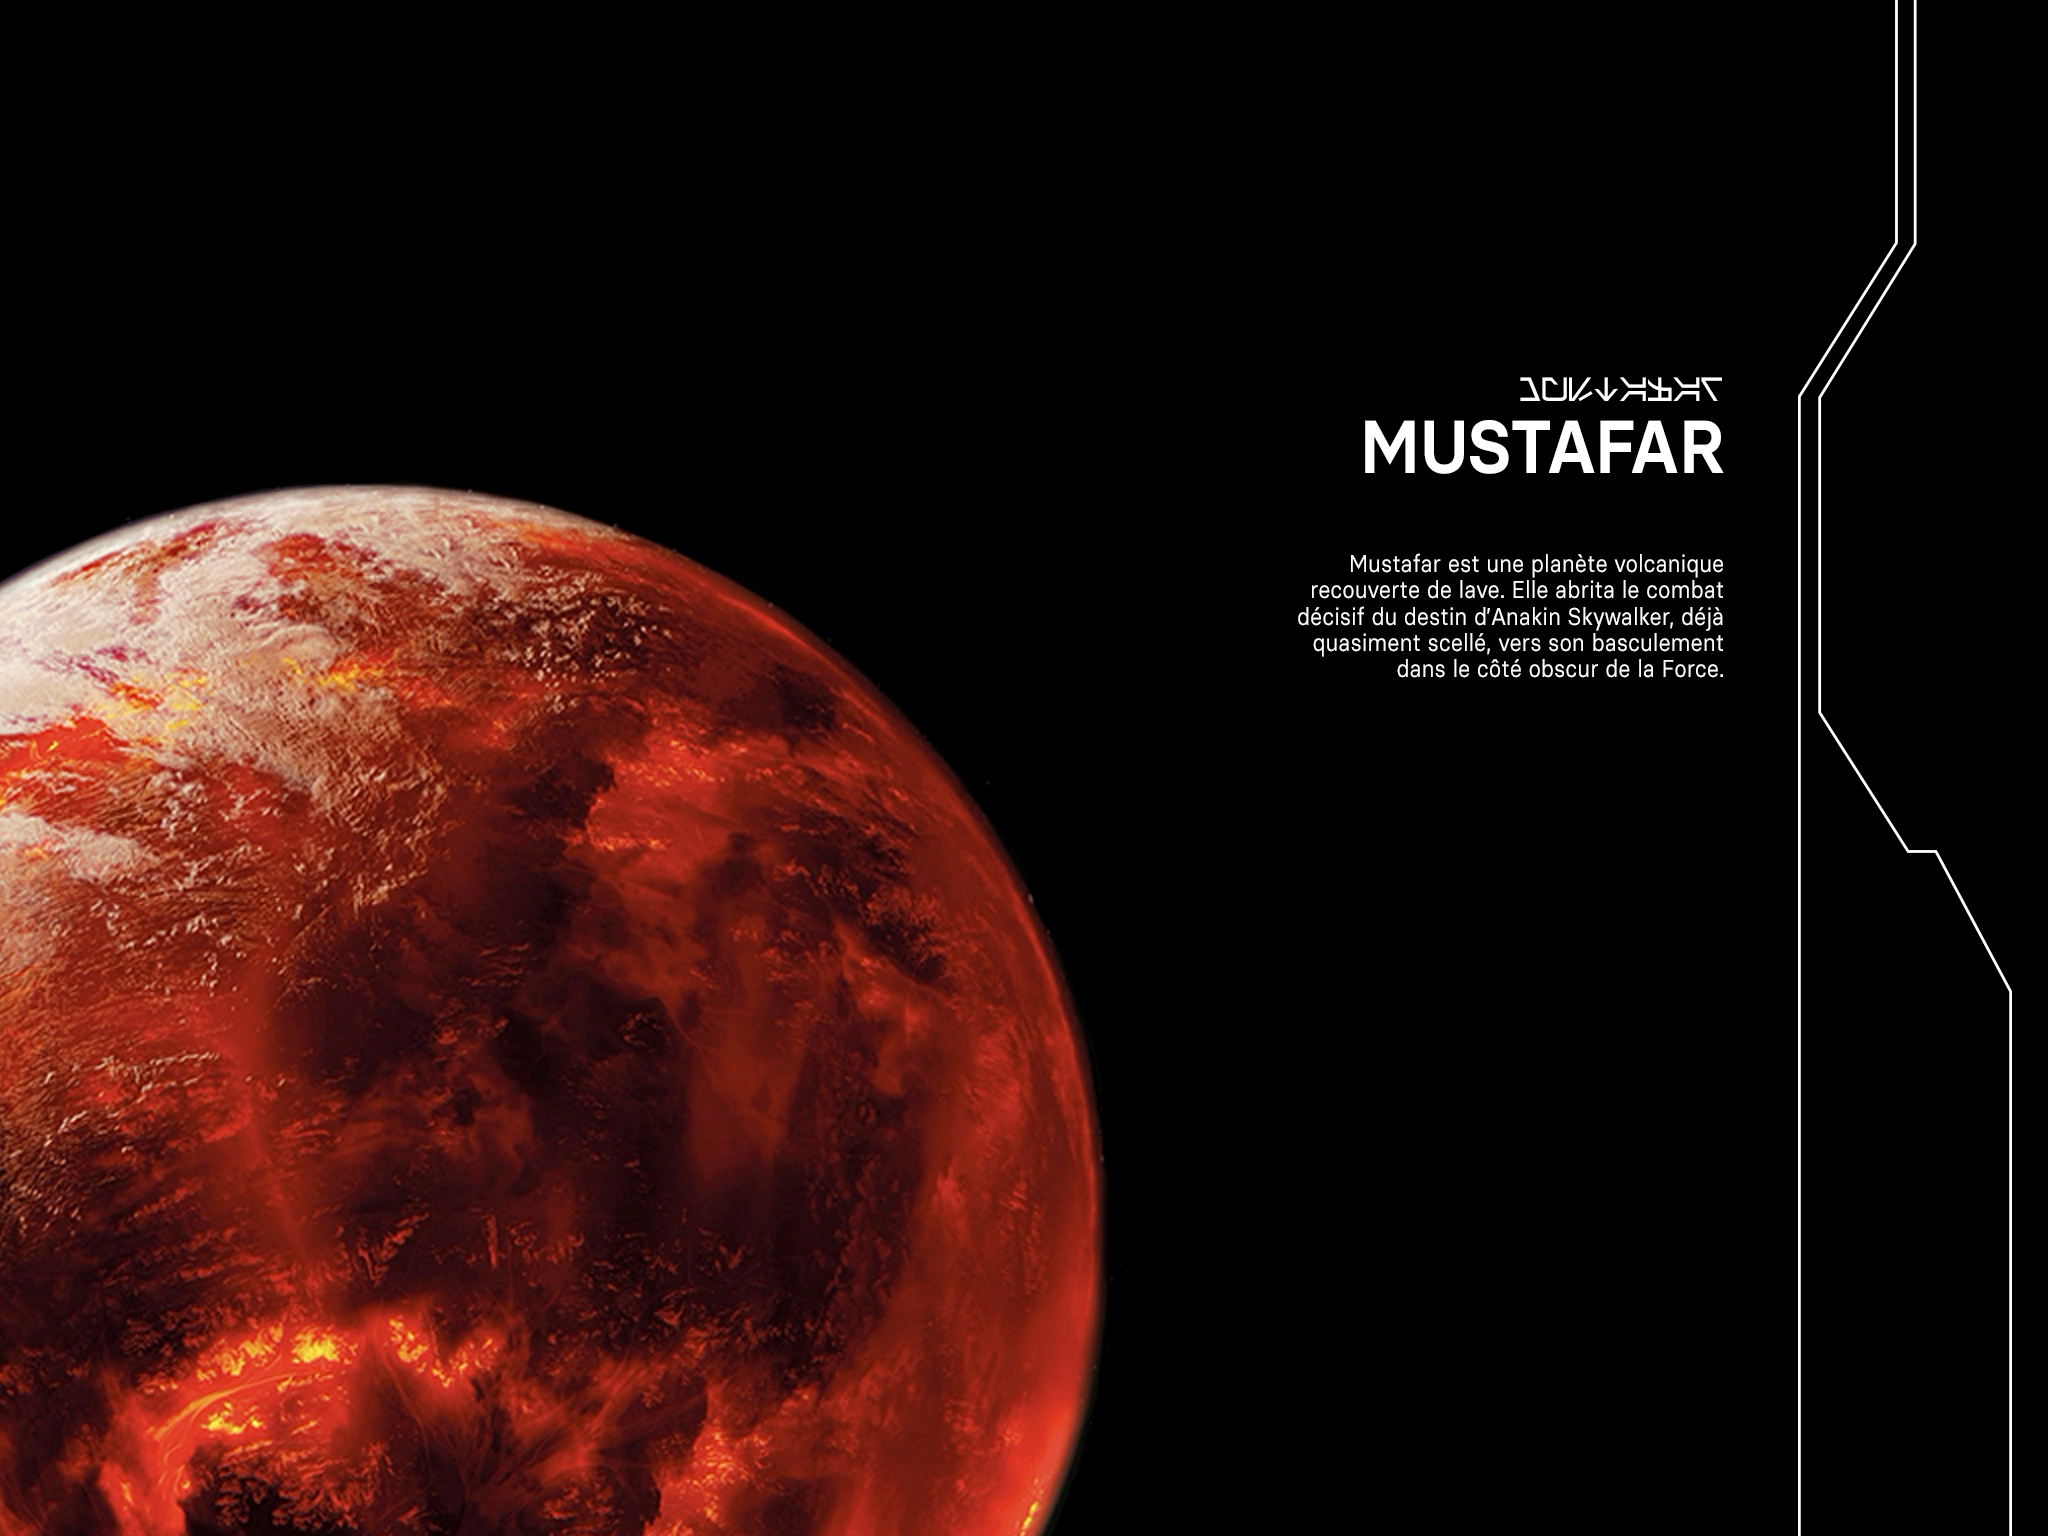 MUSTAFAR
Mustafar est une planète volcanique
recouverte de lave. Elle abrita le combat
décisif du destin d'Anakin Skywalker, déjà
quasiment scellé, vers son basculement
dans le côté obscur de la Force.